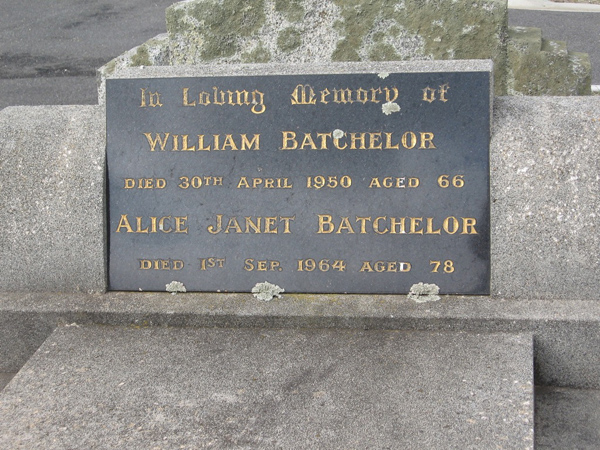 In Loving Memory of
WILLIAM BATCHELOR
DIED 30TH APRIL 1950 AGED 66
ALICE JANET BATCHELOR
DIED 1ST SEP. 1964 AGED 78